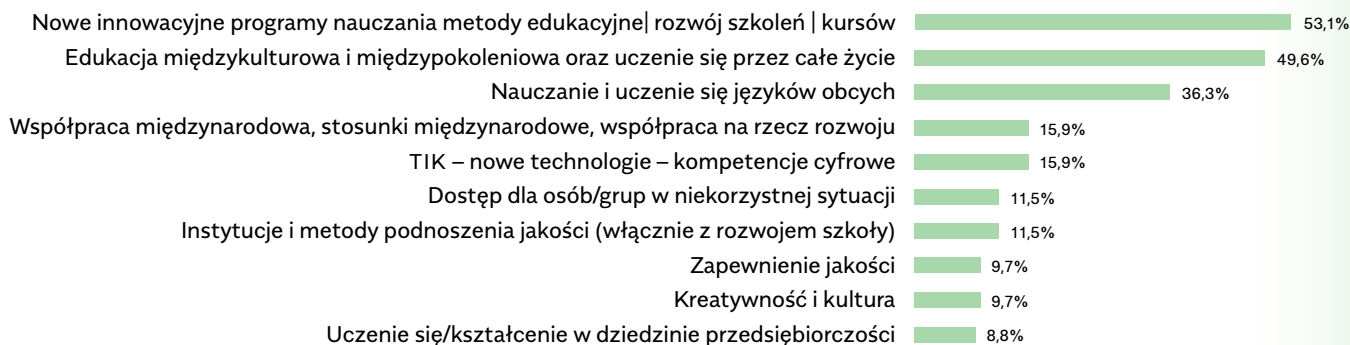 Nowe innowacyjne programy nauczania metody edukacyjne| rozwój szkoleń | kursów 53,1%
Edukacja międzykulturowa i międzypokoleniowa oraz uczenie się przez całe życie 49,6%
Nauczanie i uczenie się języków obcych 36,3%
Współpraca międzynarodowa, stosunki międzynarodowe, współpraca na rzecz rozwoju 15,9%
TIK – nowe technologie – kompetencje cyfrowe 15,9%
Dostęp dla osób/grup w niekorzystnej sytuacji 11,5%
Instytucje i metody podnoszenia jakości (włącznie z rozwojem szkoły) 11,5%
Zapewnienie jakości 9,7%
Kreatywność i kultura 9,7%
Uczenie się/kształcenie w dziedzinie przedsiębiorczości 8,8%